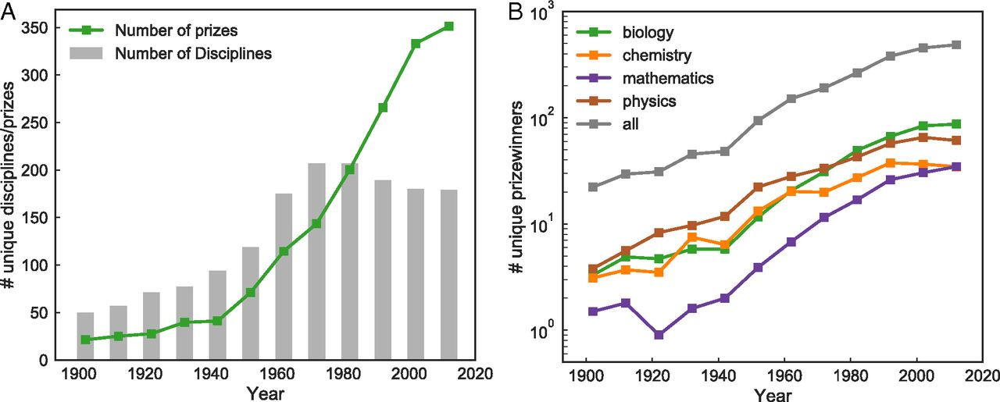 A
# unique disciplines/prizes
350
300
250
200
150
100
50
0
Number of prizes
Number of Disciplines
1900 1920 1940 1960 1980 2000 2020
Year
B
# unique prizewinners
10³
10²
10¹
10⁰
biology
chemistry
mathematics
physics
all
1900 1920 1940 1960 1980 2000 2020
Year